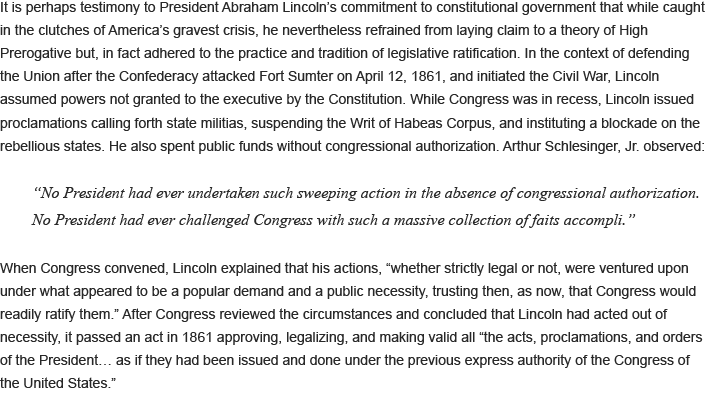 It is perhaps testimony to President Abraham Lincoln’s commitment to constitutional government that while caught
in the clutches of America’s gravest crisis, he nevertheless refrained from laying claim to a theory of High
Prerogative but, in fact adhered to the practice and tradition of legislative ratification. In the context of defending
the Union after the Confederacy attacked Fort Sumter on April 12, 1861, and initiated the Civil War, Lincoln
assumed powers not granted to the executive by the Constitution. While Congress was in recess, Lincoln issued
proclamations calling forth state militias, suspending the Writ of Habeas Corpus, and instituting a blockade on the
rebellious states. He also spent public funds without congressional authorization. Arthur Schlesinger, Jr. observed:
“No President had ever undertaken such sweeping action in the absence of congressional authorization.
No President had ever challenged Congress with such a massive collection of faits accompli.”
When Congress convened, Lincoln explained that his actions, “whether strictly legal or not, were ventured upon
under what appeared to be a popular demand and a public necessity, trusting then, as now, that Congress would
readily ratify them.” After Congress reviewed the circumstances and concluded that Lincoln had acted out of
necessity, it passed an act in 1861 approving, legalizing, and making valid all “the acts, proclamations, and orders
of the President… as if they had been issued and done under the previous express authority of the Congress of
the United States.”